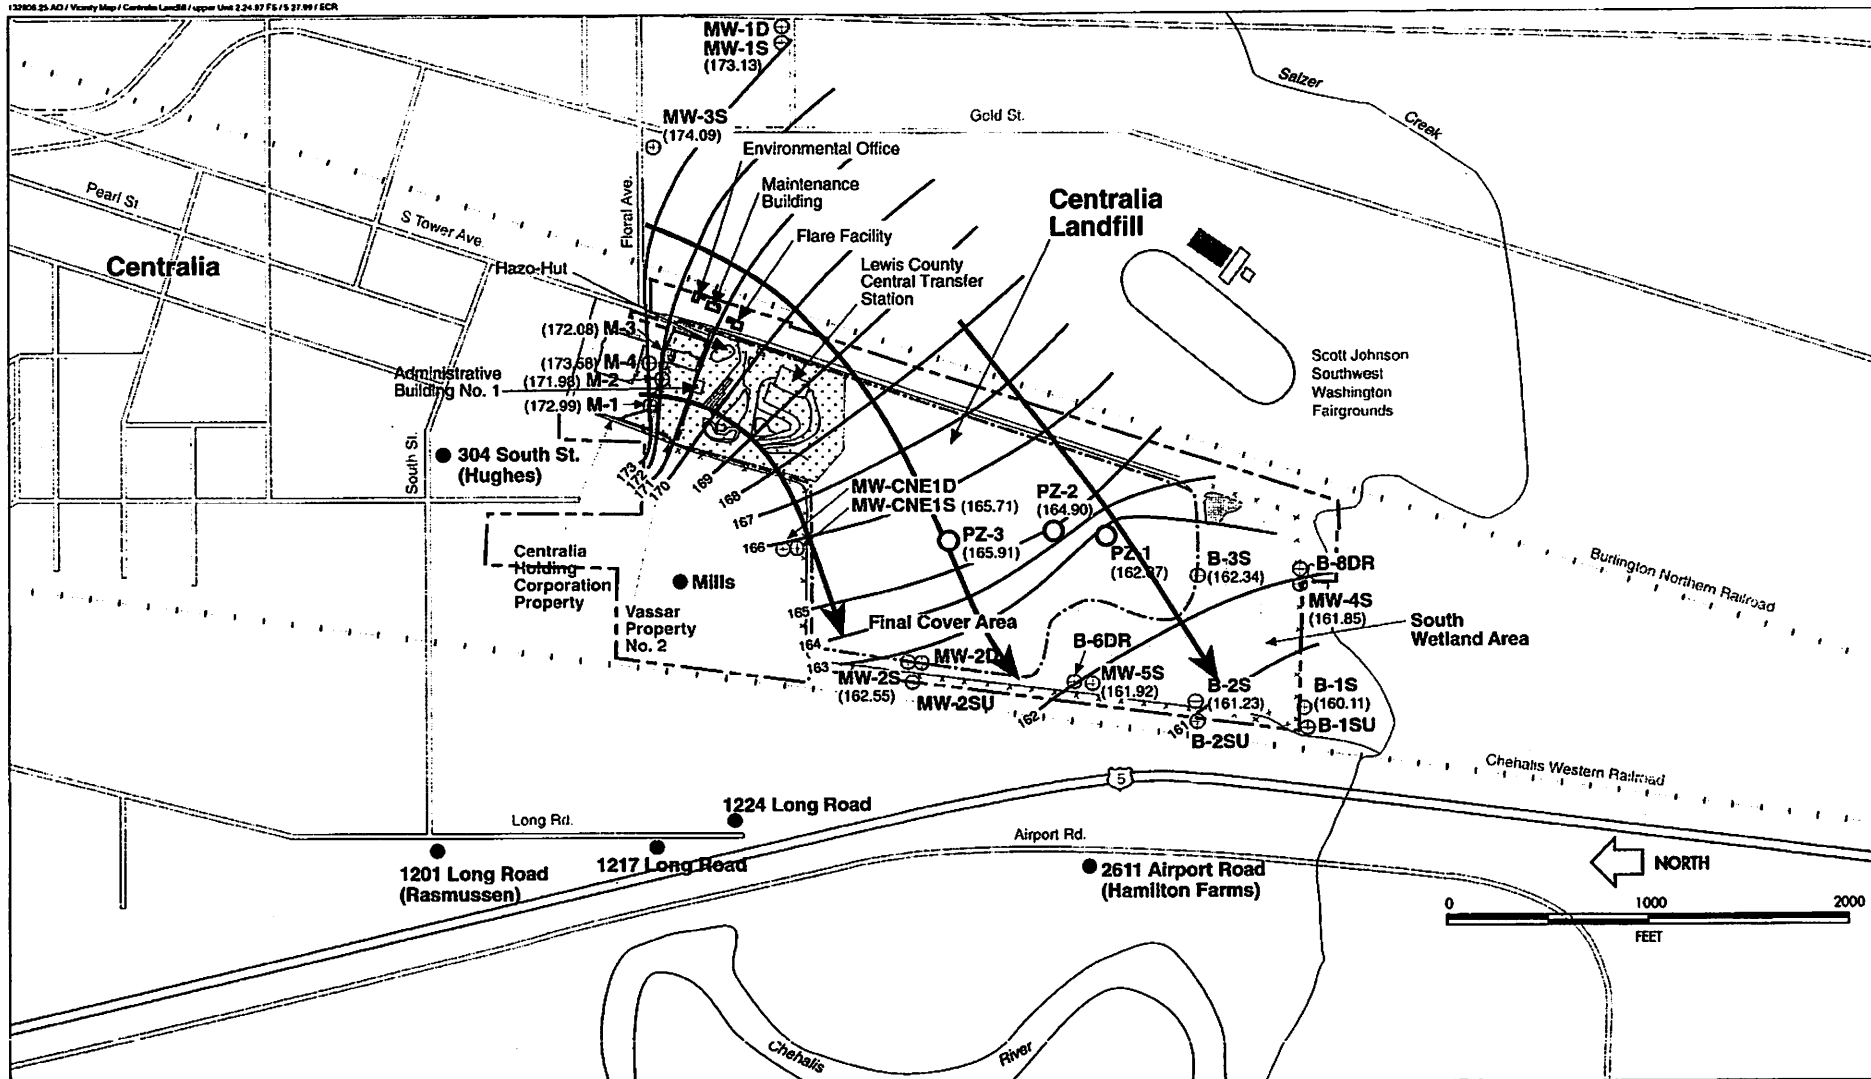 MW-1D
MW-1S
(173.13)
MW-3S
(174.09)
Gold St.
Salzer
Creek
Environmental Office
Maintenance
Building
Flare Facility
Lewis County
Central Transfer
Station
Centralia
Landfill
Pearl St
S Tower Ave.
Floral Ave.
Centralia
Hazo-Hut
(172.08) M-3
(173.58) M-4
(171.98) M-2
(172.99) M-1
Administrative
Building No. 1
Scott Johnson
Southwest
Washington
Fairgrounds
304 South St.
(Hughes)
South St.
173
172
171
170
169
168
167
166
165
164
163
162
161
MW-CNE1D
MW-CNE1S (165.71)
PZ-2
(164.90)
PZ-3
(165.91)
PZ-1
B-3S
(162.34)
B-8DR
MW-4S
(161.85)
Centralia
Holding
Corporation
Property
Mills
Vassar
Property
No. 2
Final Cover Area
South
Wetland Area
Burlington Northern Railroad
B-6DR
MW-2D
MW-2S
(162.55)
MW-2SU
MW-5S
(161.92)
B-2S
(161.23)
B-2SU
B-1S
(160.11)
B-1SU
Chehalis Western Railroad
5
1224 Long Road
Long Rd.
Airport Rd.
1201 Long Road
(Rasmussen)
1217 Long Road
2611 Airport Road
(Hamilton Farms)
NORTH
0 1000 2000
FEET
Chehalis
River